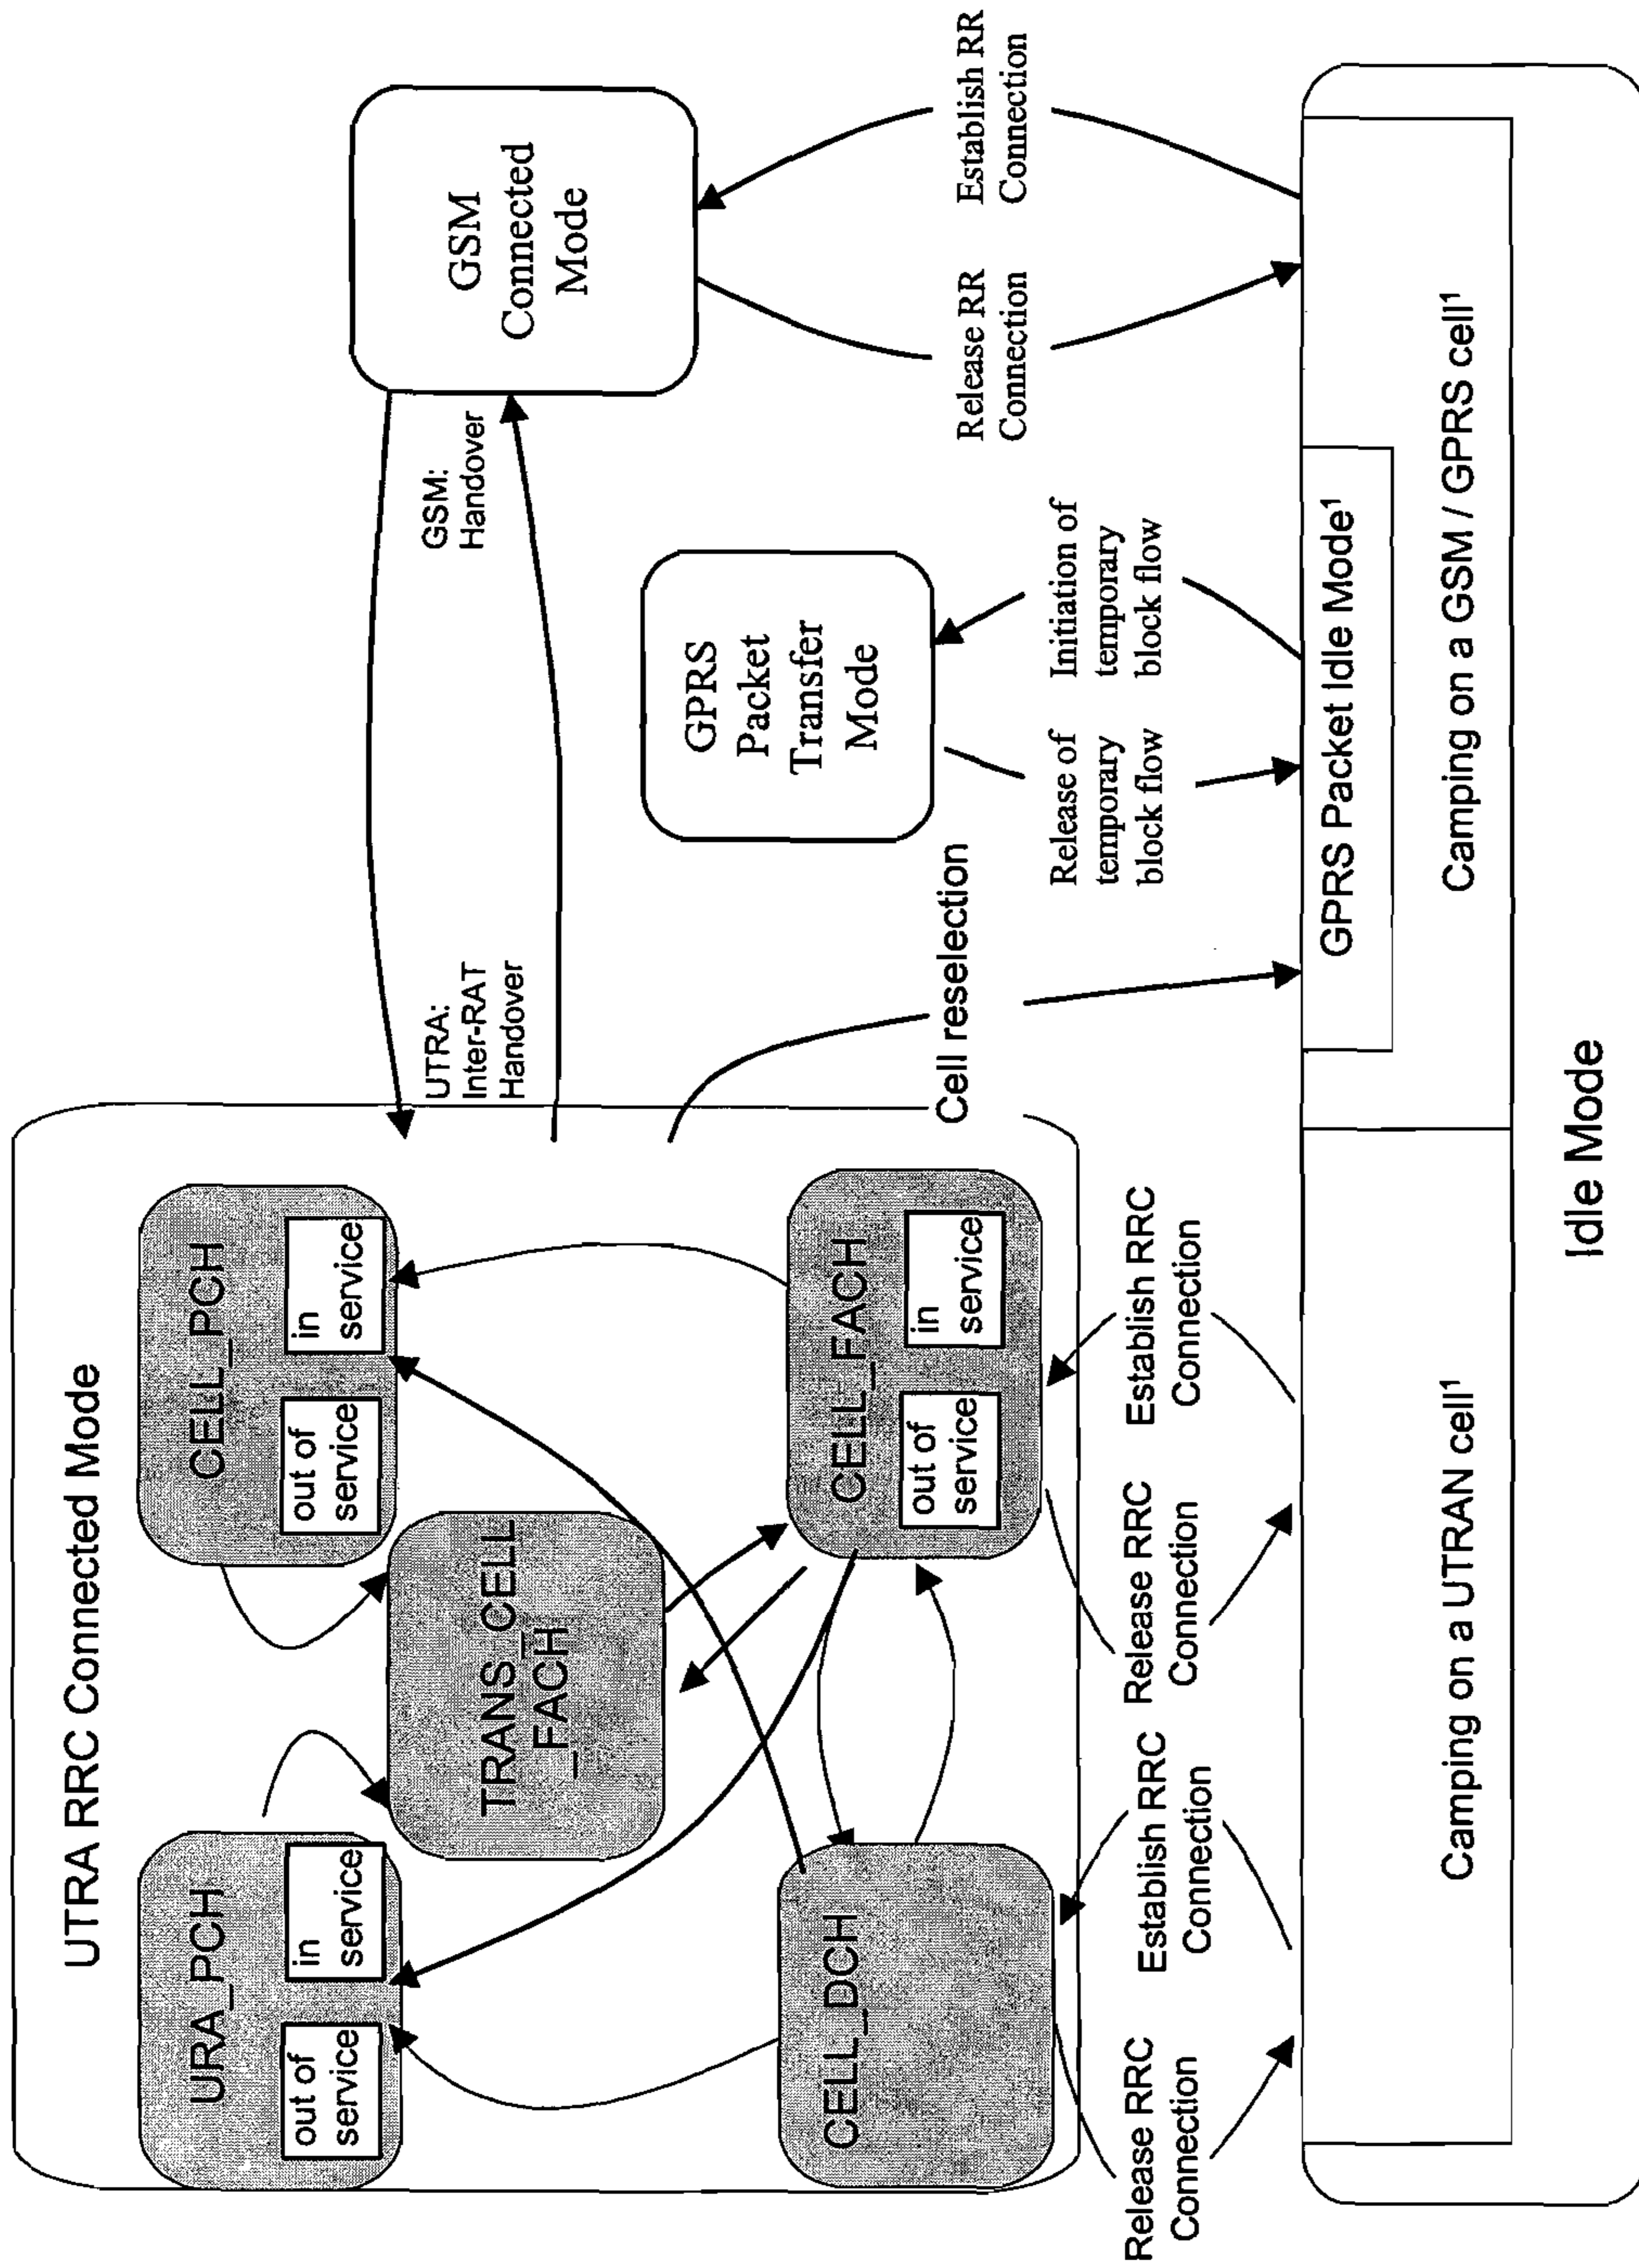 UTRA RRC Connected Mode
URA_PCH
out of
service
in
service
CELL_PCH
out of
service
in
service
TRANS_CELL
_FACH
CELL_DCH
CELL_FACH
out of
service
in
service
UTRA:
Inter-RAT
Handover
GSM:
Handover
GSM
Connected
Mode
GPRS
Packet
Transfer
Mode
Cell reselection
Release RRC
Connection
Establish RRC
Connection
Release RRC
Connection
Establish RRC
Connection
Release of
temporary
block flow
Initiation of
temporary
block flow
Release RR
Connection
Establish RR
Connection
GPRS Packet Idle Mode¹
Camping on a UTRAN cell¹
Camping on a GSM / GPRS cell¹
Idle Mode